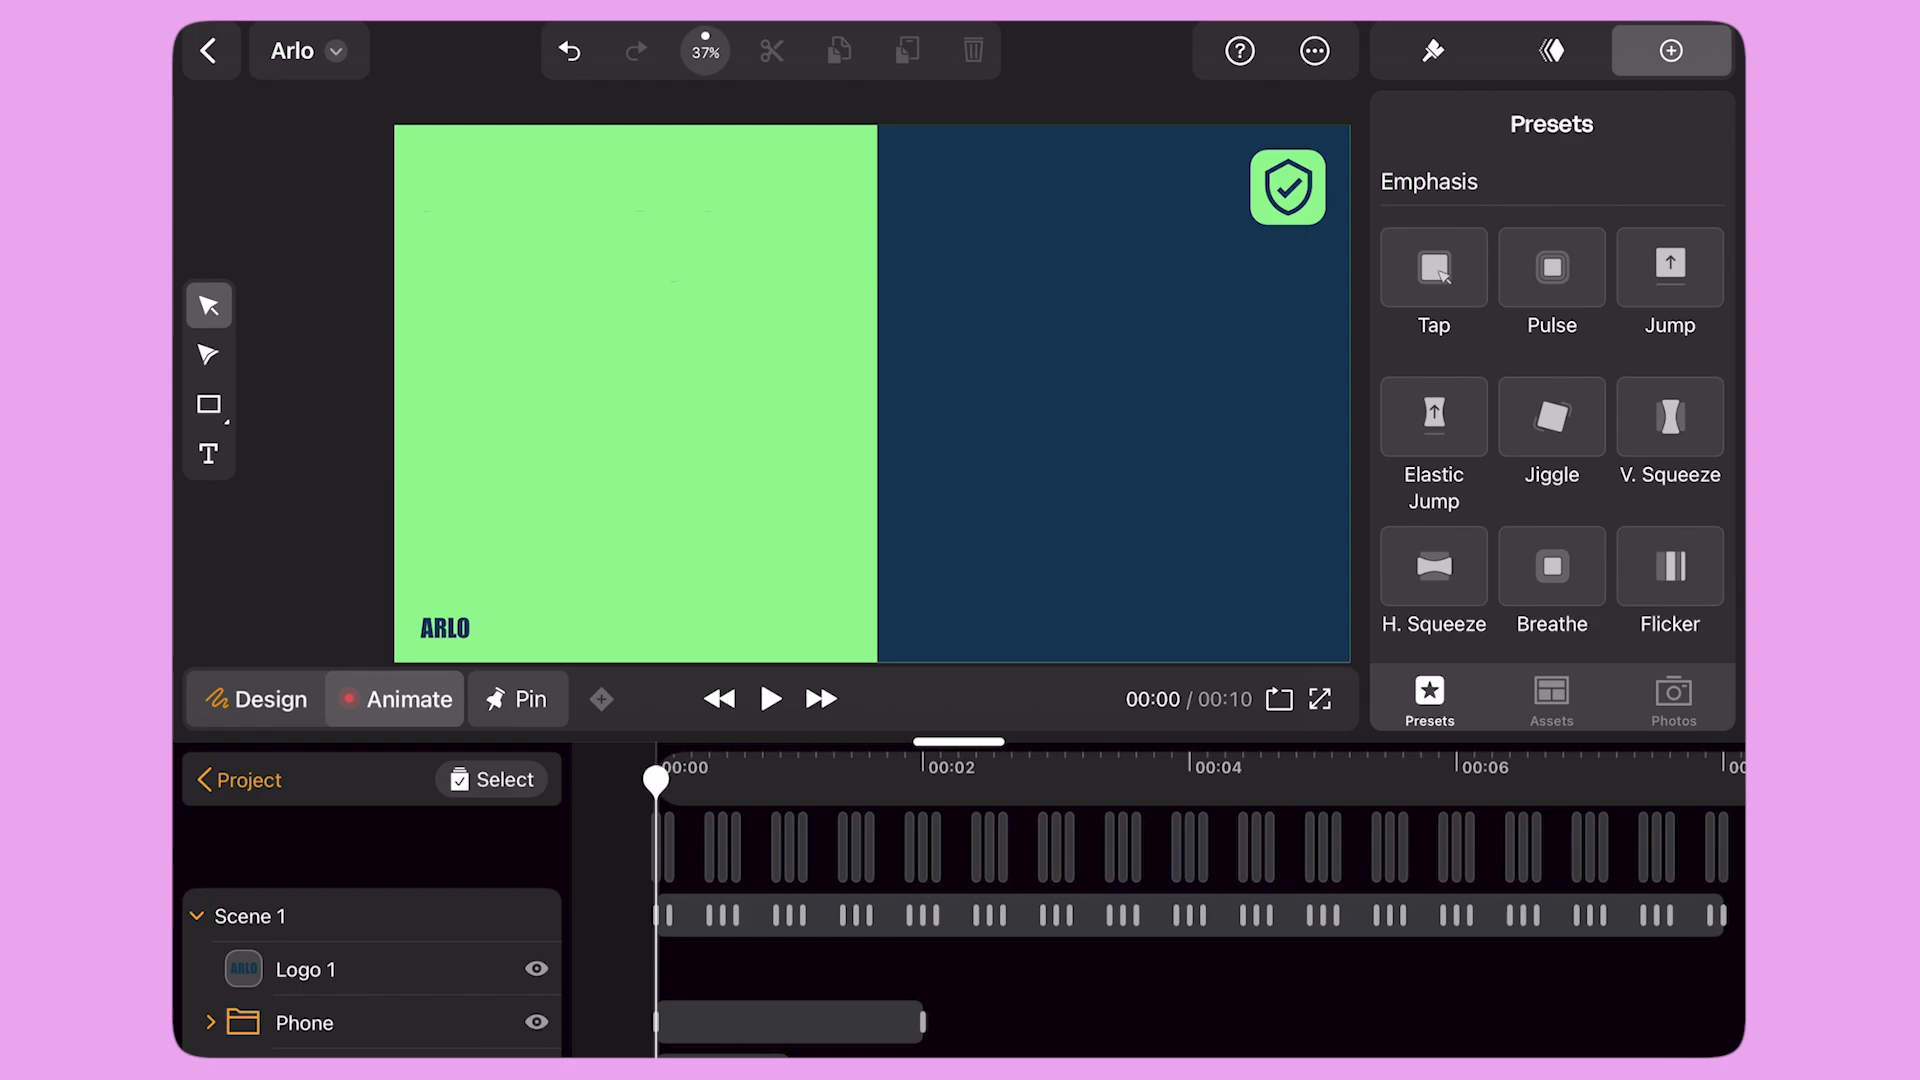 Arlo
37%
Presets
Emphasis
Tap
Pulse
Jump
Elastic
Jump
Jiggle
V. Squeeze
H. Squeeze
Breathe
Flicker
ARLO
Design
Animate
Pin
00:00 / 00:10
Presets
Assets
Photos
Project
Select
00:00
00:02
00:04
00:06
Scene 1
ARLO
Logo 1
Phone